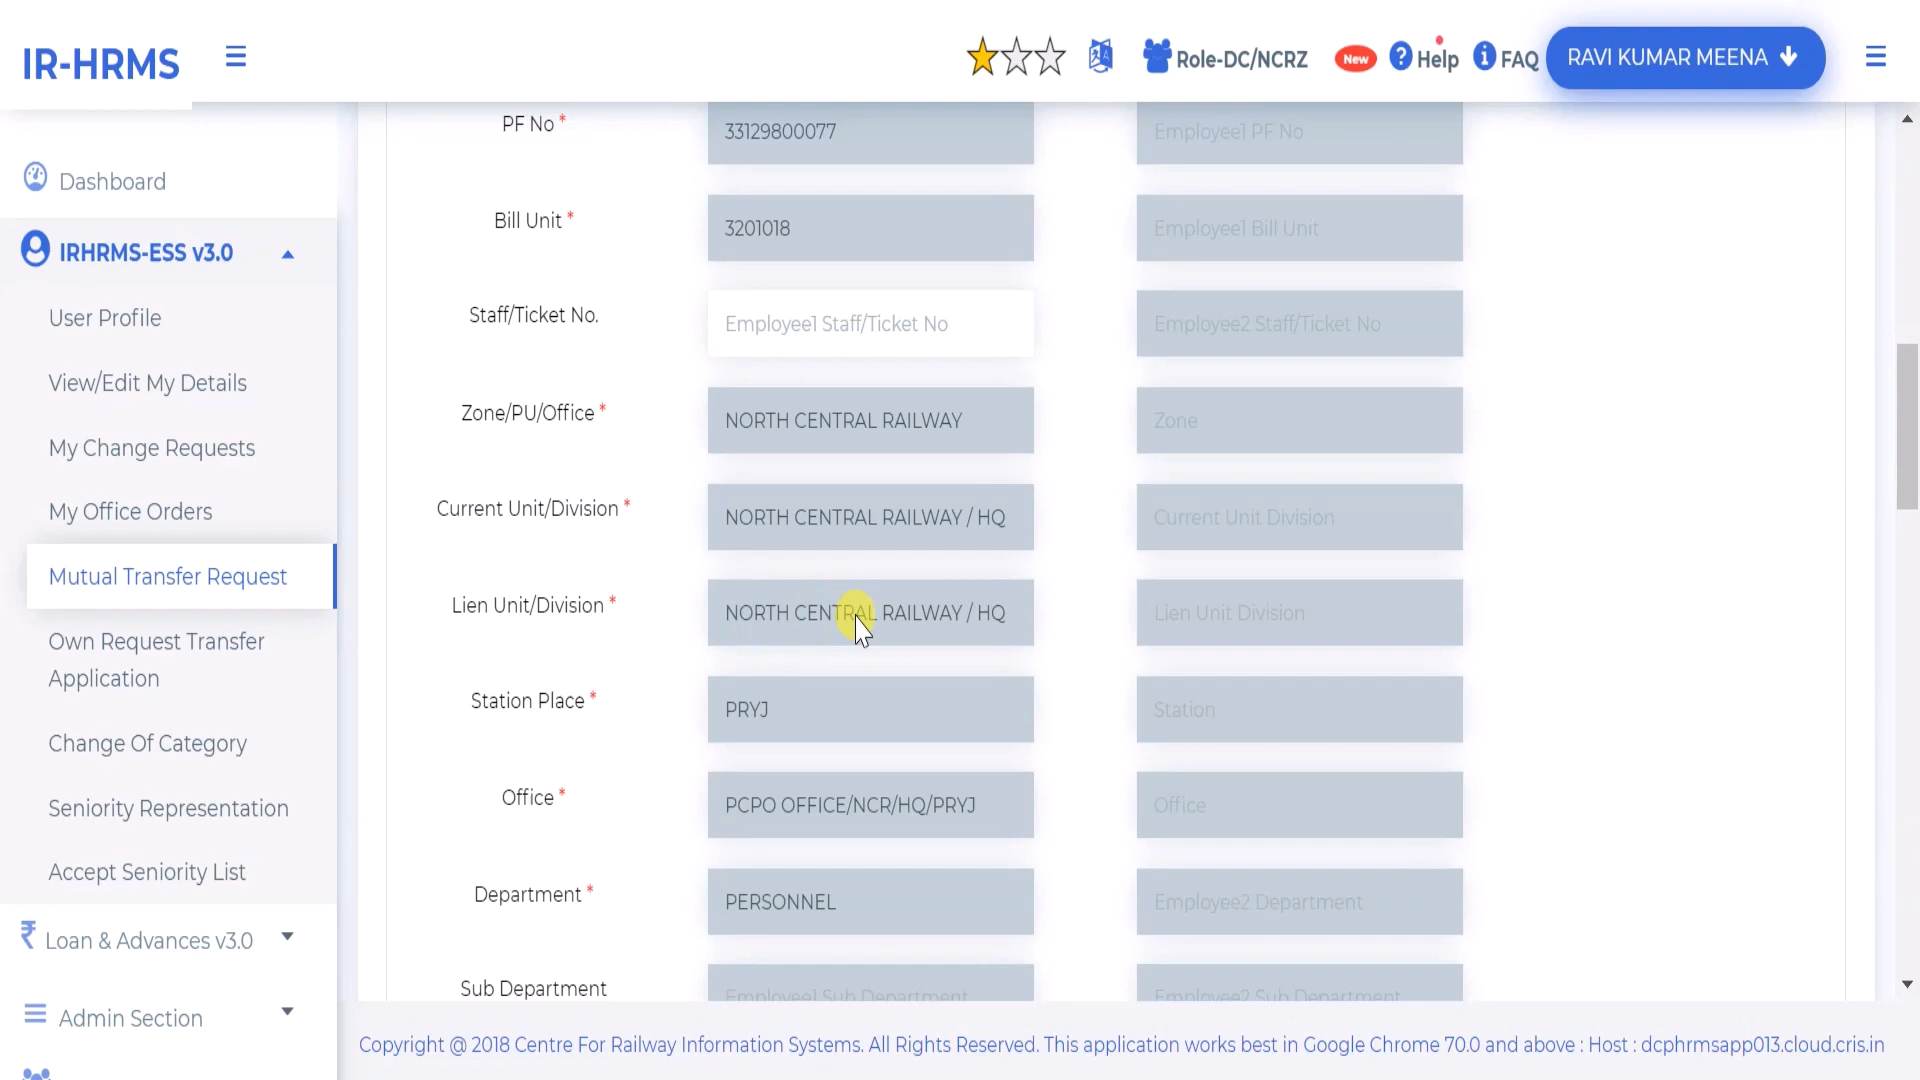 IR-HRMS
Role-DC/NCRZ
New
Help
FAQ
RAVI KUMAR MEENA
Dashboard
IRHRMS-ESS v3.0
User Profile
View/Edit My Details
My Change Requests
My Office Orders
Mutual Transfer Request
Own Request Transfer
Application
Change Of Category
Seniority Representation
Accept Seniority List
Loan & Advances v3.0
Admin Section
PF No * 33129800077 Employee1 PF No
Bill Unit * 3201018 Employee1 Bill Unit
Staff/Ticket No. Employee1 Staff/Ticket No Employee2 Staff/Ticket No
Zone/PU/Office * NORTH CENTRAL RAILWAY Zone
Current Unit/Division * NORTH CENTRAL RAILWAY / HQ Current Unit Division
Lien Unit/Division * NORTH CENTRAL RAILWAY / HQ Lien Unit Division
Station Place * PRYJ Station
Office * PCPO OFFICE/NCR/HQ/PRYJ Office
Department * PERSONNEL Employee2 Department
Sub Department Employee1 Sub Department Employee2 Sub Department
Copyright @ 2018 Centre For Railway Information Systems. All Rights Reserved. This application works best in Google Chrome 70.0 and above : Host : dcphrmsapp013.cloud.cris.in